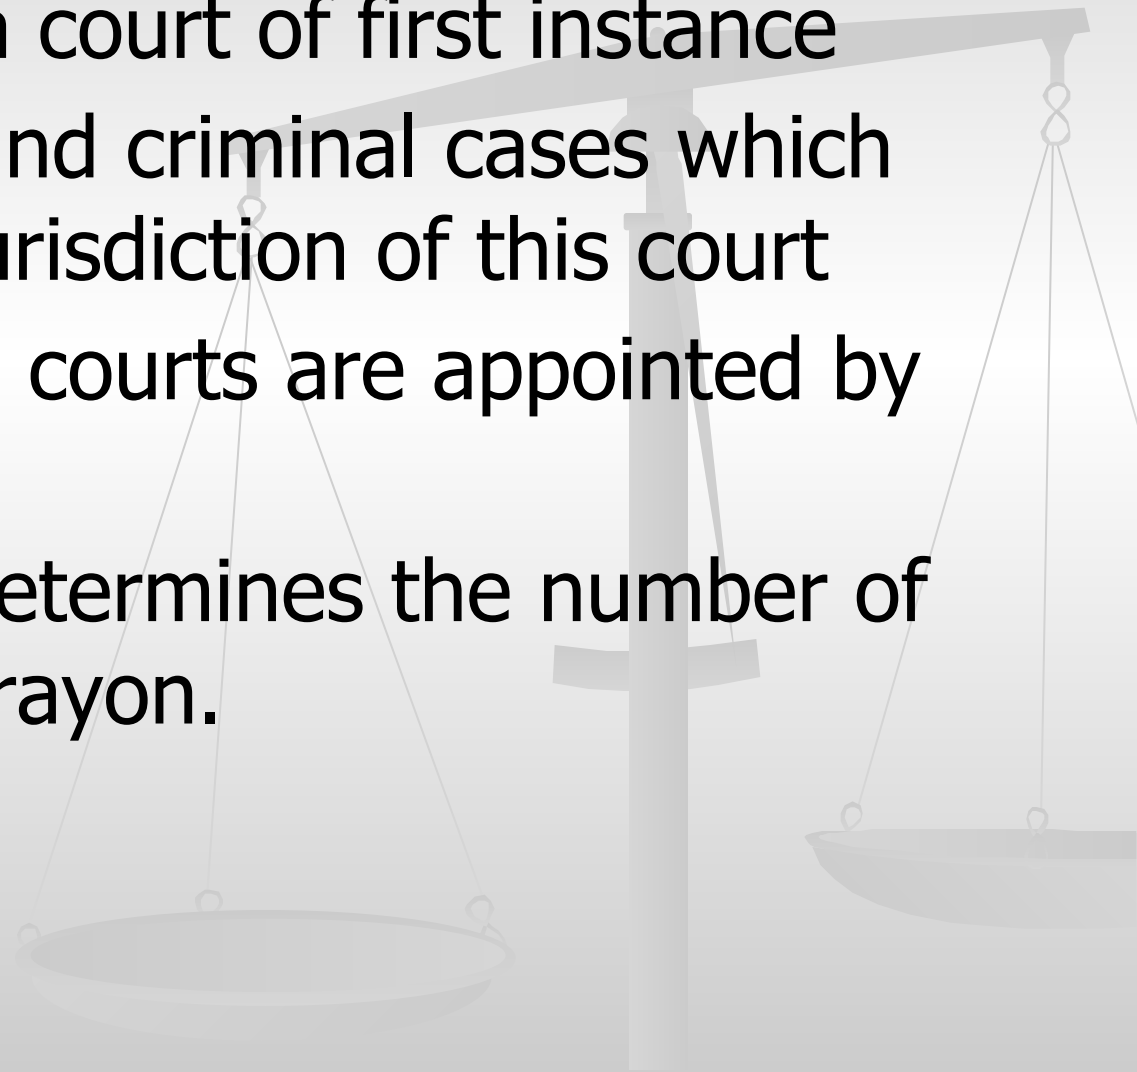 court of first instance
nd criminal cases which
urisdiction of this court
courts are appointed by
etermines the number of
rayon.